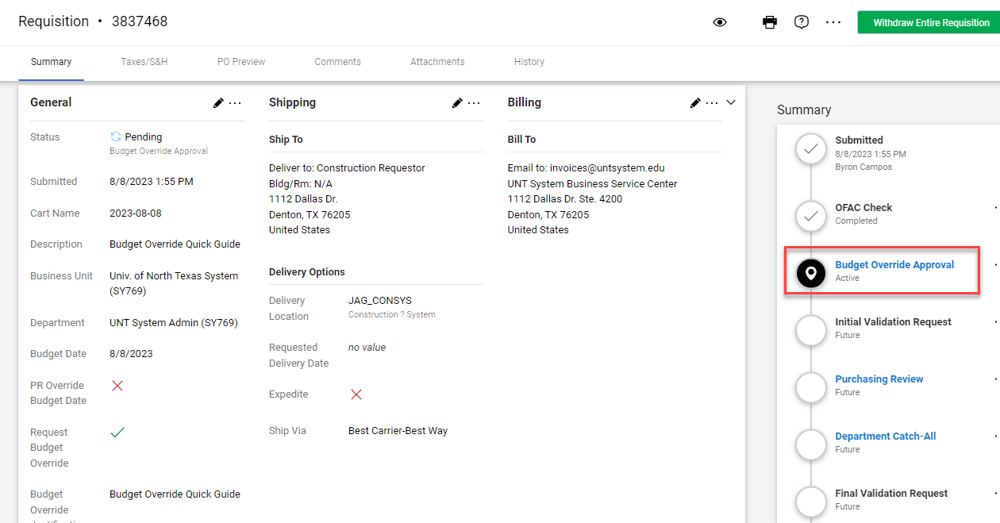 Requisition • 3837468
Withdraw Entire Requisition
Summary
Taxes/S&H
PO Preview
Comments
Attachments
History
General
Status
Pending
Budget Override Approval
Submitted
8/8/2023 1:55 PM
Cart Name
2023-08-08
Description
Budget Override Quick Guide
Business Unit
Univ. of North Texas System
(SY769)
Department
UNT System Admin (SY769)
Budget Date
8/8/2023
PR Override
Budget Date
Request
Budget
Override
Budget
Override
Budget Override Quick Guide
Shipping
Ship To
Deliver to: Construction Requestor
Bldg/Rm: N/A
1112 Dallas Dr.
Denton, TX 76205
United States
Delivery Options
Delivery
Location
JAG_CONSYS
Construction ? System
Requested
Delivery Date
no value
Expedite
Ship Via
Best Carrier-Best Way
Billing
Bill To
Email to: invoices@untsystem.edu
UNT System Business Service Center
1112 Dallas Dr. Ste. 4200
Denton, TX 76205
United States
Summary
Submitted
8/8/2023 1:55 PM
Byron Campos
OFAC Check
Completed
Budget Override Approval
Active
Initial Validation Request
Future
Purchasing Review
Future
Department Catch-All
Future
Final Validation Request
Future